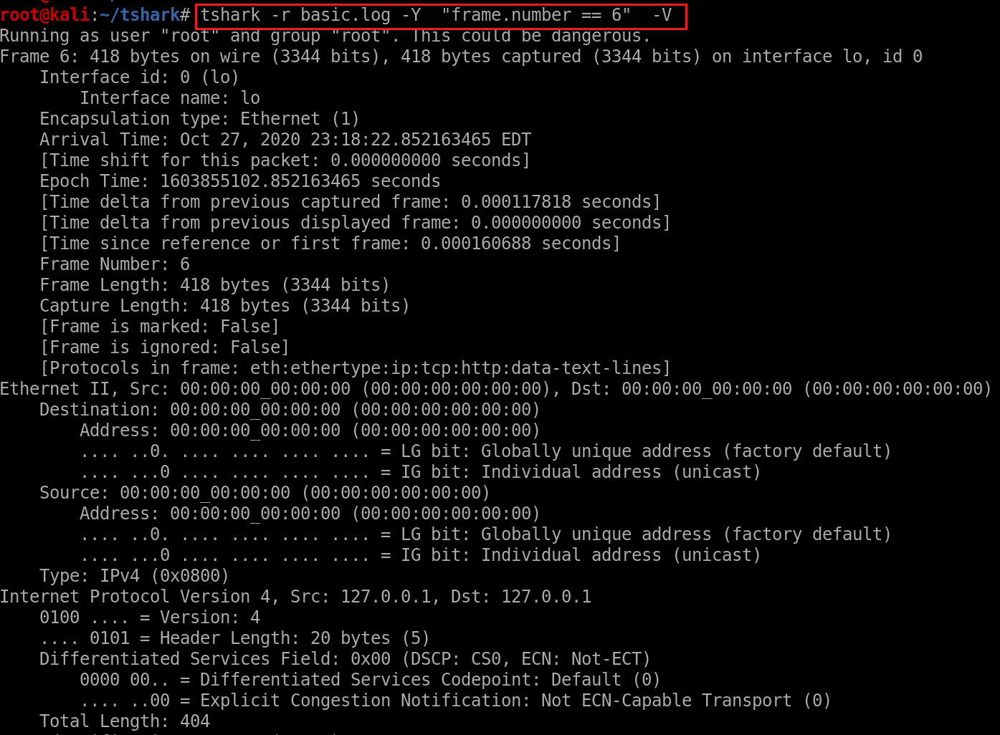 root@kali:~/tshark# tshark -r basic.log -Y  "frame.number == 6"  -V
Running as user "root" and group "root". This could be dangerous.
Frame 6: 418 bytes on wire (3344 bits), 418 bytes captured (3344 bits) on interface lo, id 0
    Interface id: 0 (lo)
        Interface name: lo
    Encapsulation type: Ethernet (1)
    Arrival Time: Oct 27, 2020 23:18:22.852163465 EDT
    [Time shift for this packet: 0.000000000 seconds]
    Epoch Time: 1603855102.852163465 seconds
    [Time delta from previous captured frame: 0.000117818 seconds]
    [Time delta from previous displayed frame: 0.000000000 seconds]
    [Time since reference or first frame: 0.000160688 seconds]
    Frame Number: 6
    Frame Length: 418 bytes (3344 bits)
    Capture Length: 418 bytes (3344 bits)
    [Frame is marked: False]
    [Frame is ignored: False]
    [Protocols in frame: eth:ethertype:ip:tcp:http:data-text-lines]
Ethernet II, Src: 00:00:00_00:00:00 (00:00:00:00:00:00), Dst: 00:00:00_00:00:00 (00:00:00:00:00:00)
    Destination: 00:00:00_00:00:00 (00:00:00:00:00:00)
        Address: 00:00:00_00:00:00 (00:00:00:00:00:00)
        .... ..0. .... .... .... .... = LG bit: Globally unique address (factory default)
        .... ...0 .... .... .... .... = IG bit: Individual address (unicast)
    Source: 00:00:00_00:00:00 (00:00:00:00:00:00)
        Address: 00:00:00_00:00:00 (00:00:00:00:00:00)
        .... ..0. .... .... .... .... = LG bit: Globally unique address (factory default)
        .... ...0 .... .... .... .... = IG bit: Individual address (unicast)
    Type: IPv4 (0x0800)
Internet Protocol Version 4, Src: 127.0.0.1, Dst: 127.0.0.1
    0100 .... = Version: 4
    .... 0101 = Header Length: 20 bytes (5)
    Differentiated Services Field: 0x00 (DSCP: CS0, ECN: Not-ECT)
        0000 00.. = Differentiated Services Codepoint: Default (0)
        .... ..00 = Explicit Congestion Notification: Not ECN-Capable Transport (0)
    Total Length: 404